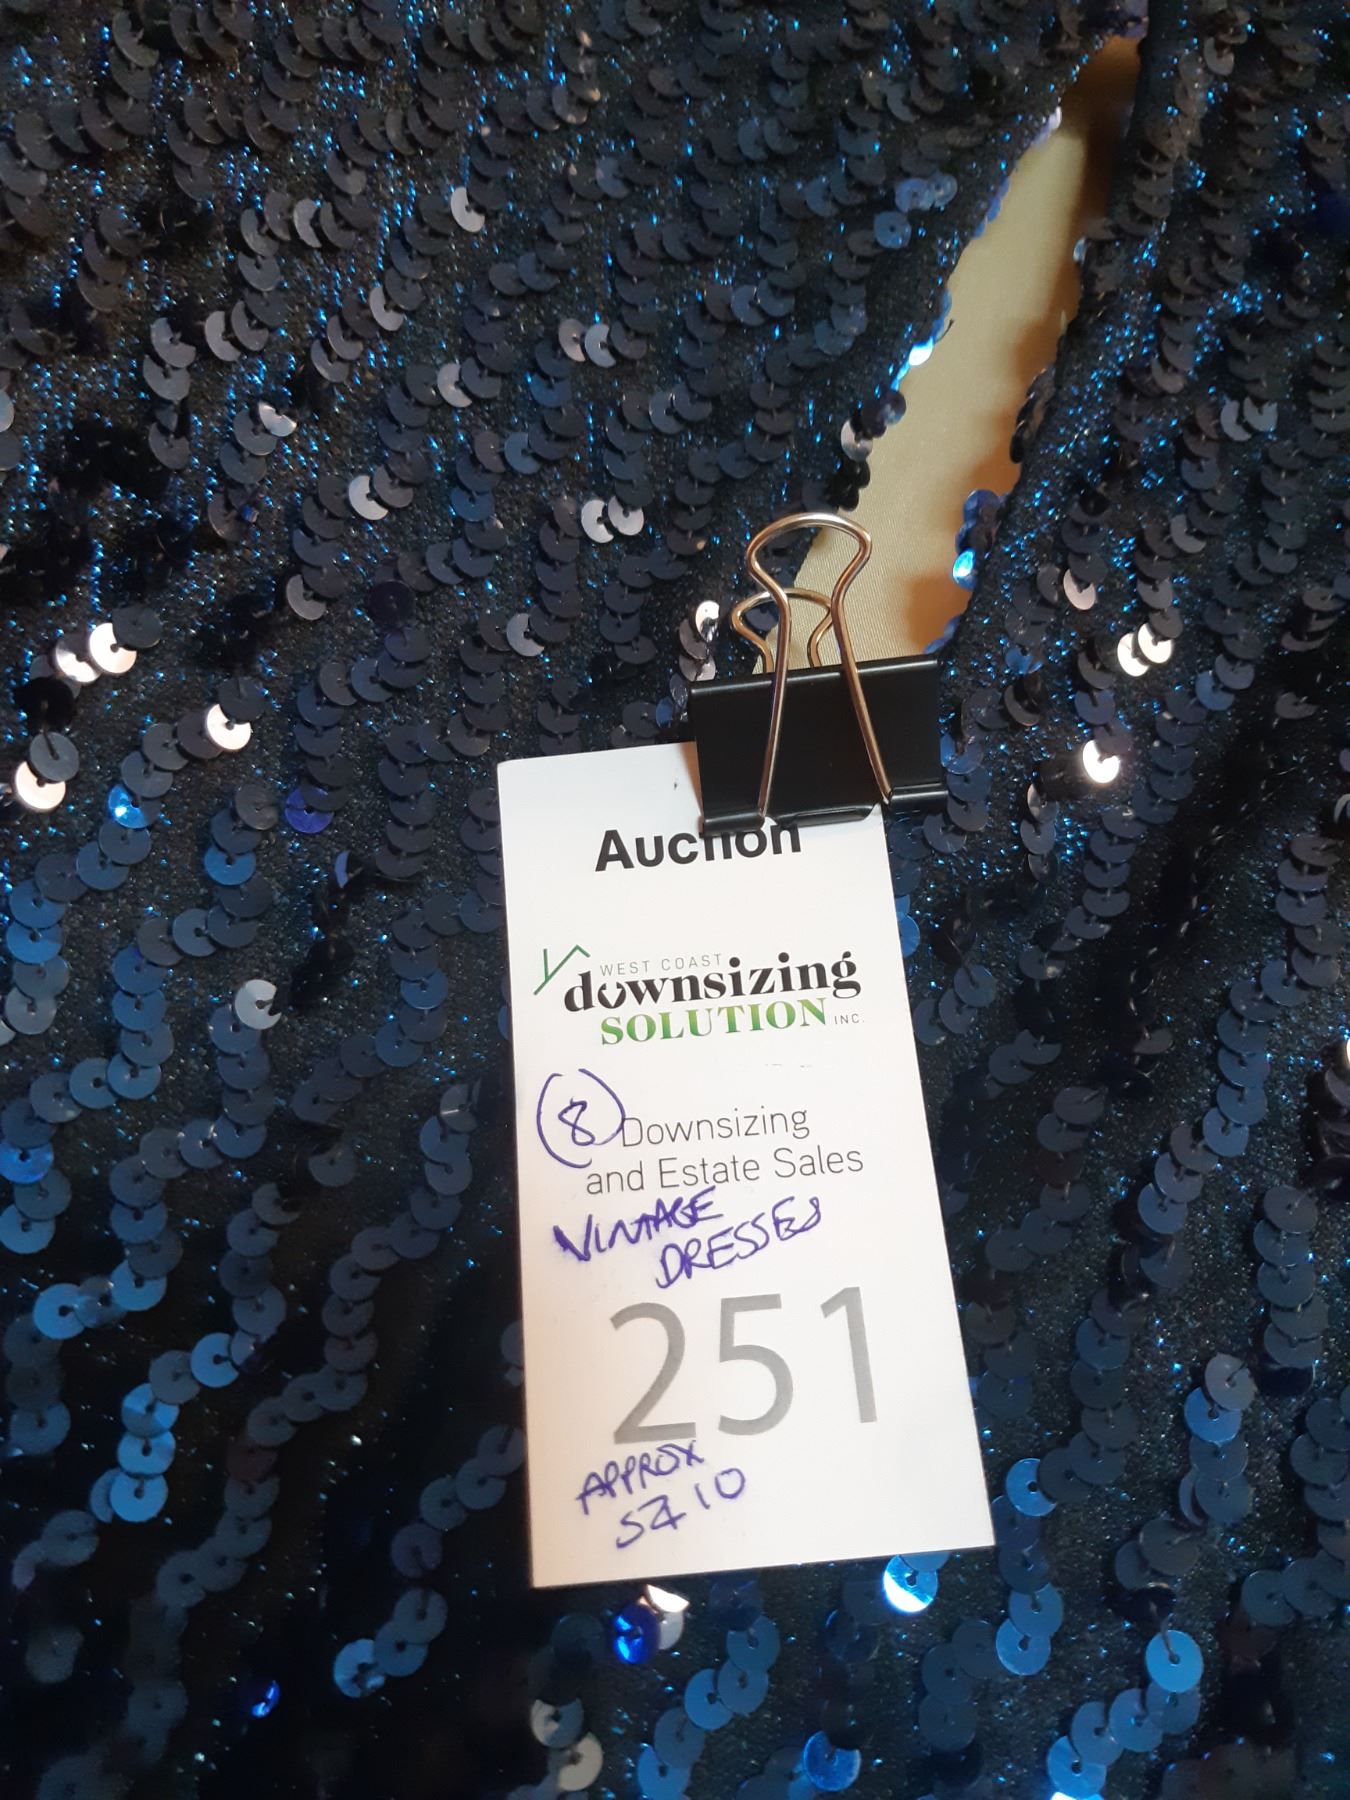 Auction
WEST COAST
downsizing
SOLUTION INC.
(8) Downsizing
and Estate Sales
VINTAGE
DRESSES
251
APPROX
SZ 10